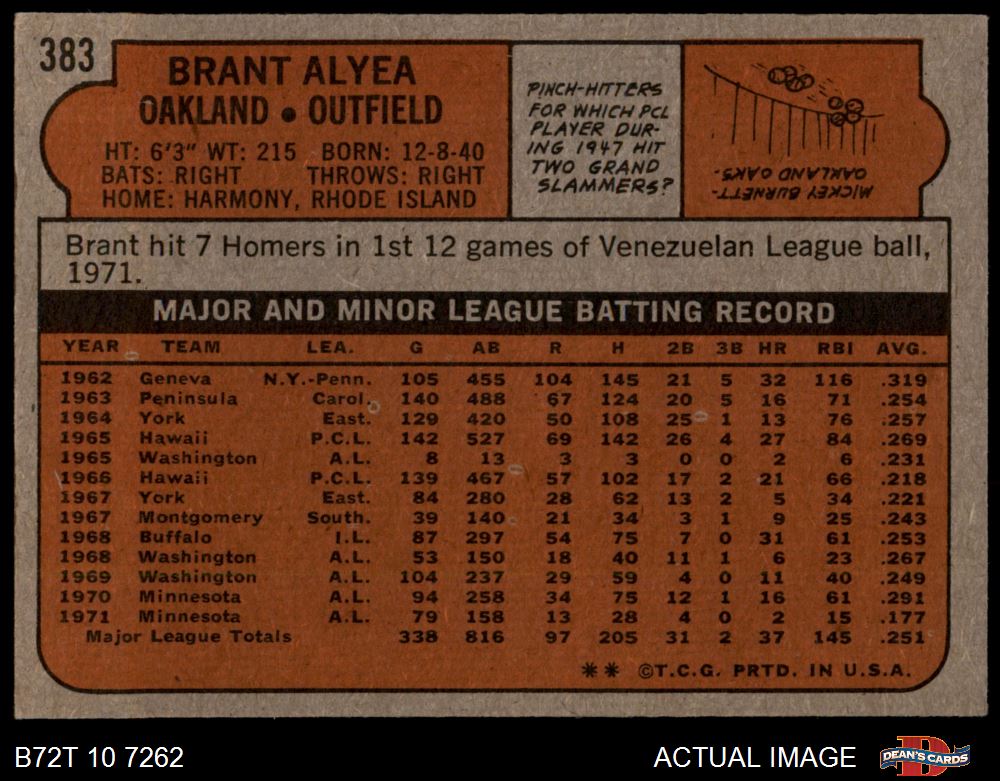 383
BRANT ALYEA
OAKLAND • OUTFIELD
HT: 6'3" WT: 215 BORN: 12-8-40
BATS: RIGHT THROWS: RIGHT
HOME: HARMONY, RHODE ISLAND
PINCH-HITTERS
FOR WHICH PCL
PLAYER DUR-
ING 1947 HIT
TWO GRAND
SLAMMERS?
MICKEY BURNETT-
OAKLAND OAKS.
Brant hit 7 Homers in 1st 12 games of Venezuelan League ball,
1971.
MAJOR AND MINOR LEAGUE BATTING RECORD
YEAR TEAM LEA. G AB R H 2B 3B HR RBI AVG.
1962 Geneva N.Y.-Penn. 105 455 104 145 21 5 32 116 .319
1963 Peninsula Carol. 140 488 67 124 20 5 16 71 .254
1964 York East. 129 420 50 108 25 1 13 76 .257
1965 Hawaii P.C.L. 142 527 69 142 26 4 27 84 .269
1965 Washington A.L. 8 13 3 3 0 0 2 6 .231
1966 Hawaii P.C.L. 139 467 57 102 17 2 21 66 .218
1967 York East. 84 280 28 62 13 2 5 34 .221
1967 Montgomery South. 39 140 21 34 3 1 9 25 .243
1968 Buffalo I.L. 87 297 54 75 7 0 31 61 .253
1968 Washington A.L. 53 150 18 40 11 1 6 23 .267
1969 Washington A.L. 104 237 29 59 4 0 11 40 .249
1970 Minnesota A.L. 94 258 34 75 12 1 16 61 .291
1971 Minnesota A.L. 79 158 13 28 4 0 2 15 .177
Major League Totals 338 816 97 205 31 2 37 145 .251
** ©T.C.G. PRTD. IN U.S.A.
B72T 10 7262
ACTUAL IMAGE
DEAN'S CARDS